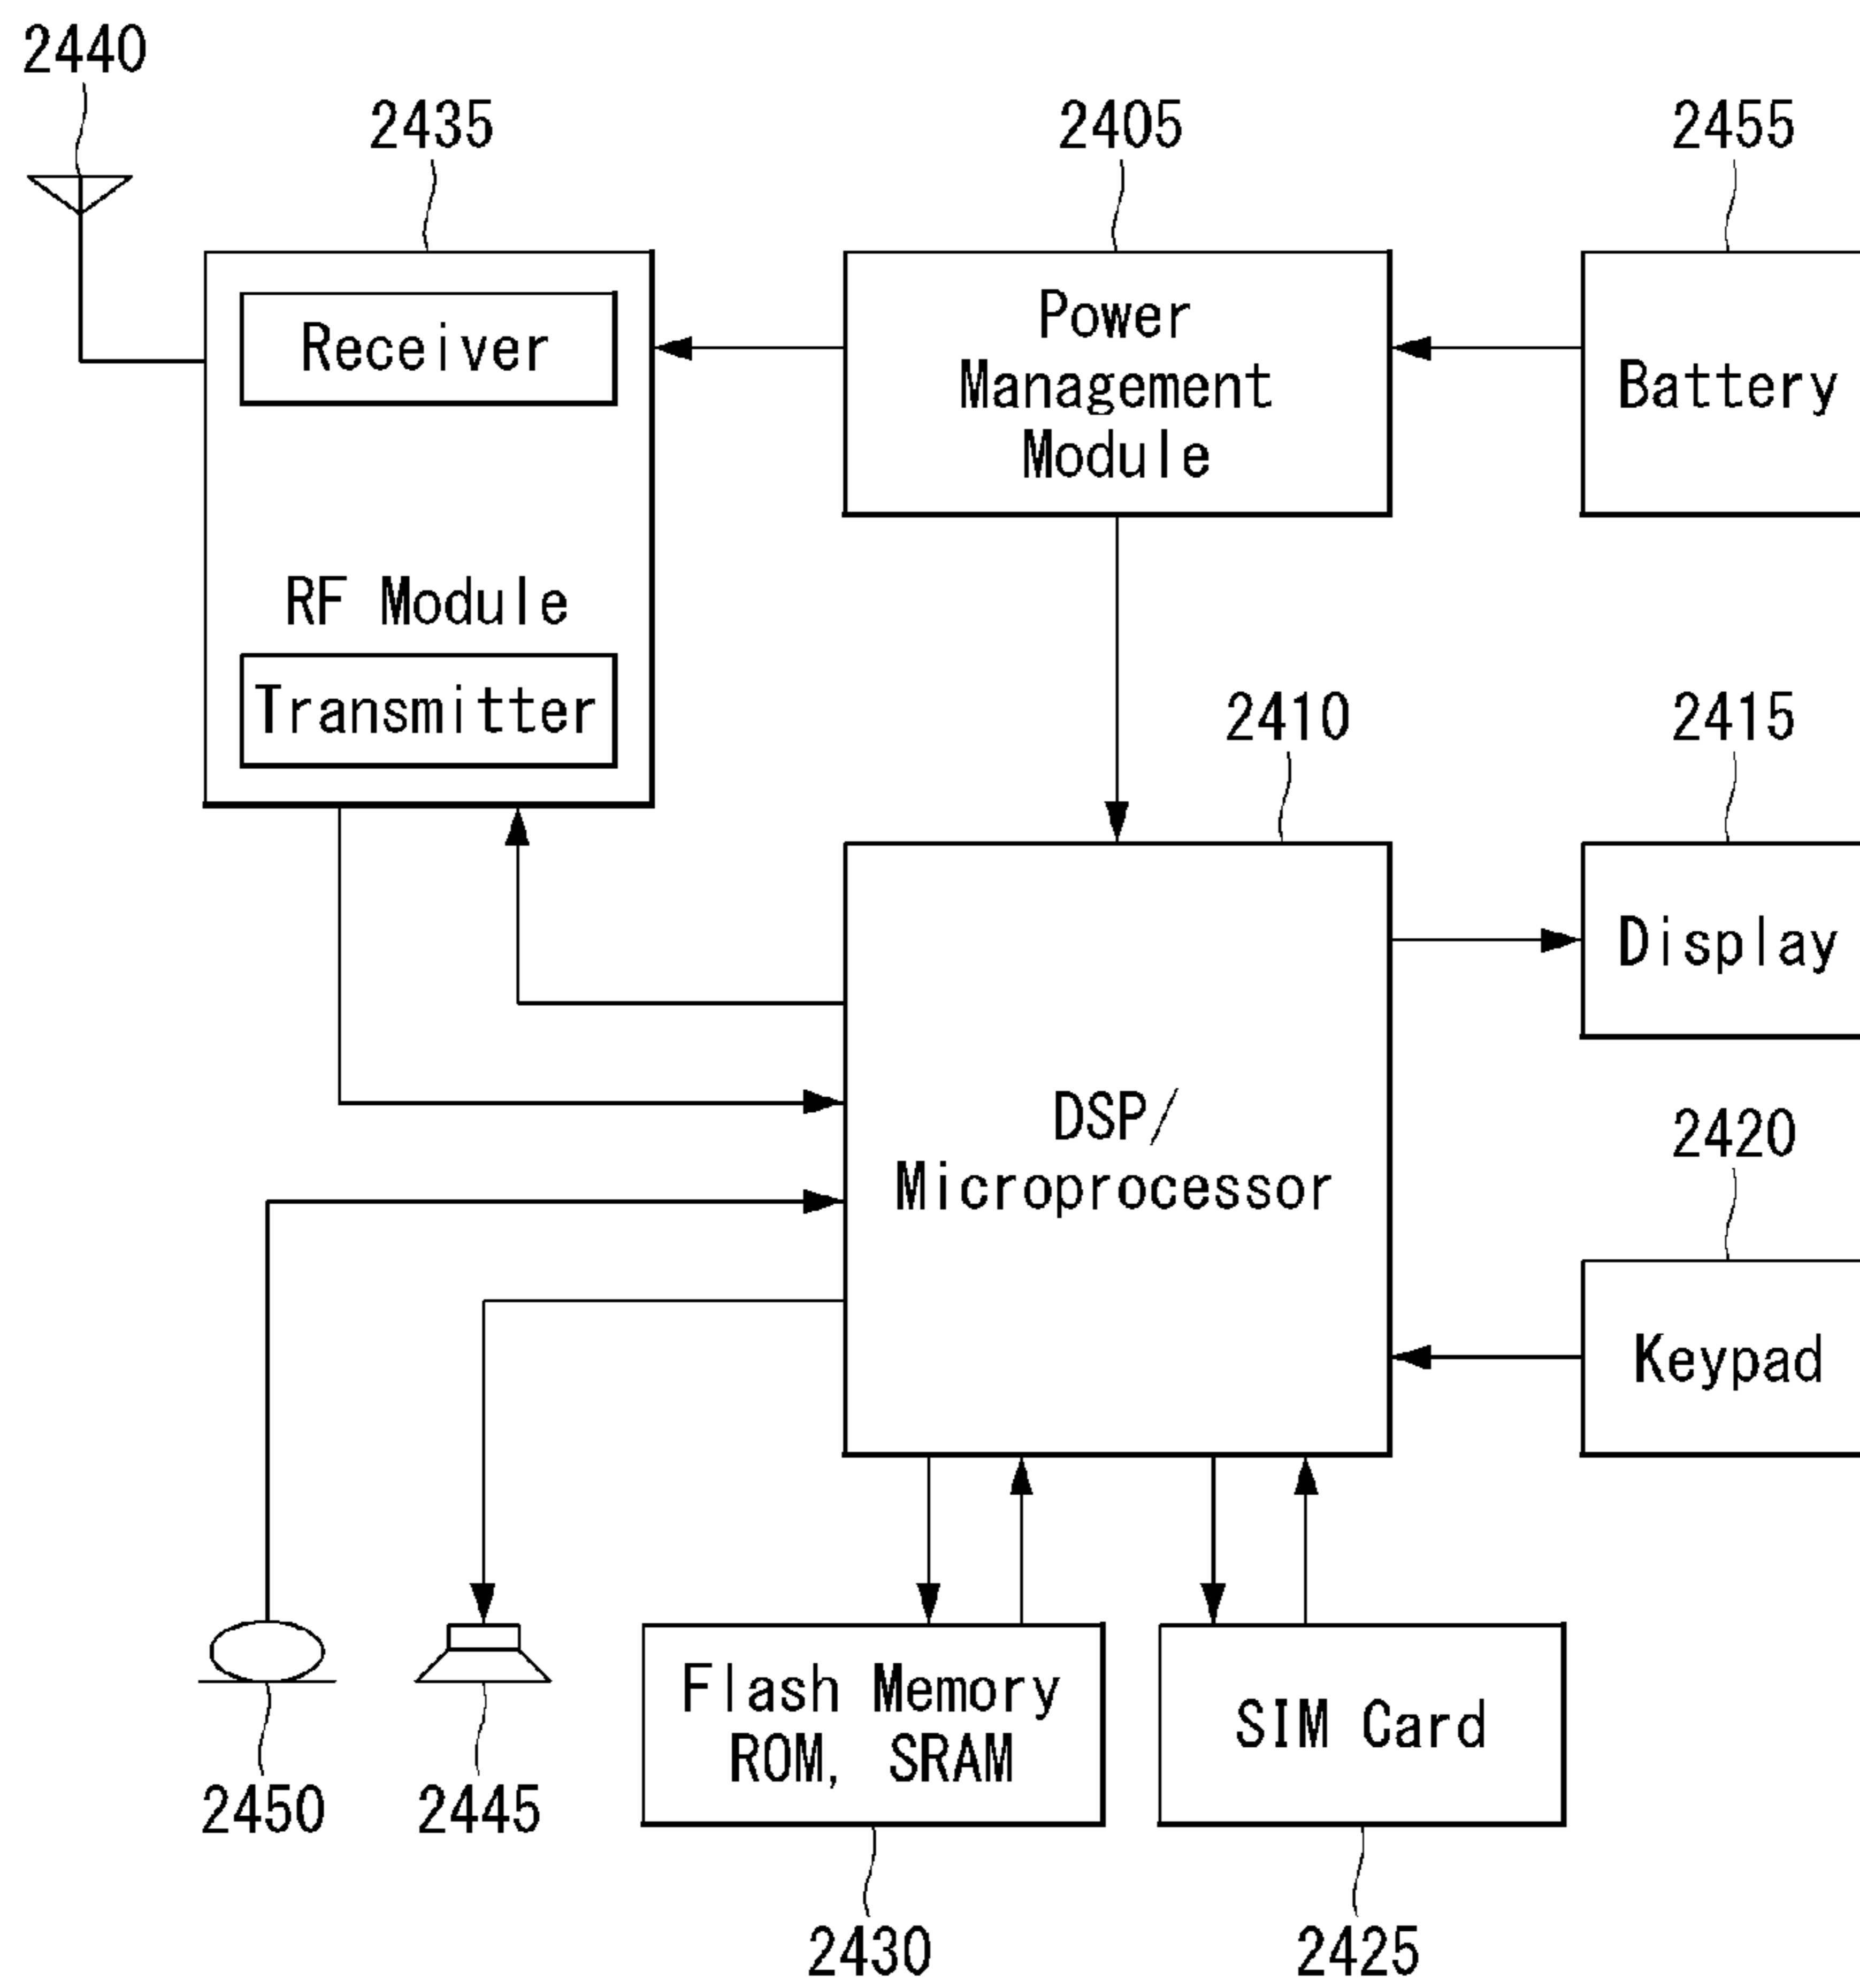 2440
2435
2405
2455
Receiver
RF Module
Transmitter
Power
Management
Module
Battery
2410
2415
DSP/
Microprocessor
Display
2420
Keypad
Flash Memory
ROM, SRAM
SIM Card
2450
2445
2430
2425